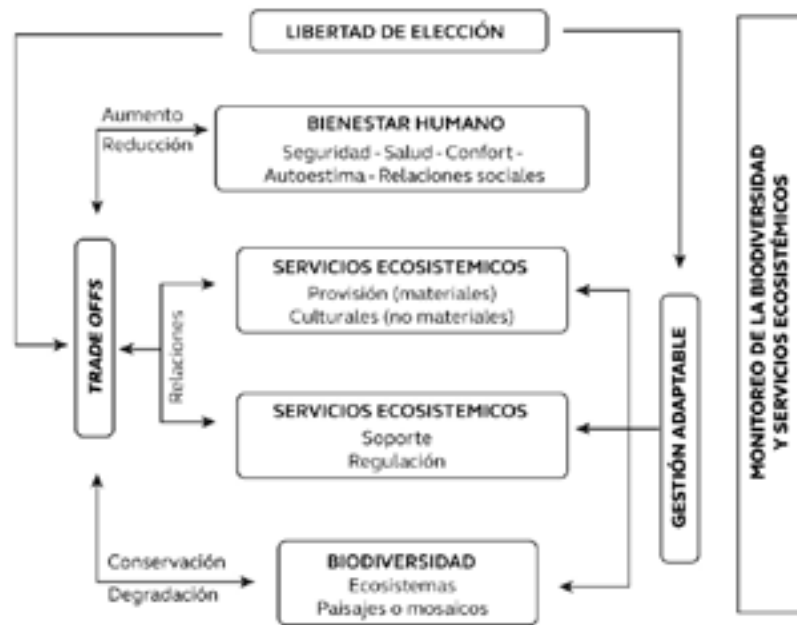 LIBERTAD DE ELECCIÓN
Aumento
Reducción
BIENESTAR HUMANO
Seguridad - Salud - Confort -
Autoestima - Relaciones sociales
TRADE OFFS
Relaciones
SERVICIOS ECOSISTEMICOS
Provisión (materiales)
Culturales (no materiales)
SERVICIOS ECOSISTEMICOS
Soporte
Regulación
Conservación
Degradación
BIODIVERSIDAD
Ecosistemas
Paisajes o mosaicos
GESTIÓN ADAPTABLE
MONITOREO DE LA BIODIVERSIDAD
Y SERVICIOS ECOSISTÉMICOS